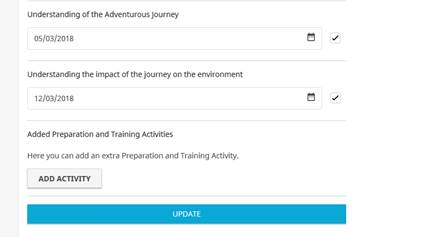 Understanding of the Adventurous Journey
05/03/2018
Understanding the impact of the journey on the environment
12/03/2018
Added Preparation and Training Activities
Here you can add an extra Preparation and Training Activity.
ADD ACTIVITY
UPDATE